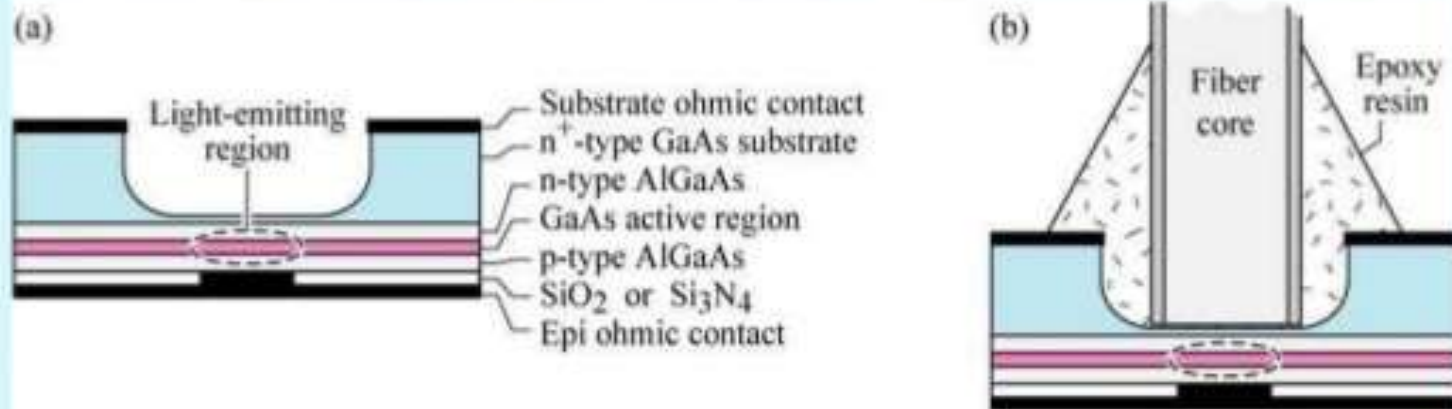 (a)
Light-emitting
region
Substrate ohmic contact
n⁺-type GaAs substrate
n-type AlGaAs
GaAs active region
p-type AlGaAs
SiO₂ or Si₃N₄
Epi ohmic contact
(b)
Fiber
core
Epoxy
resin